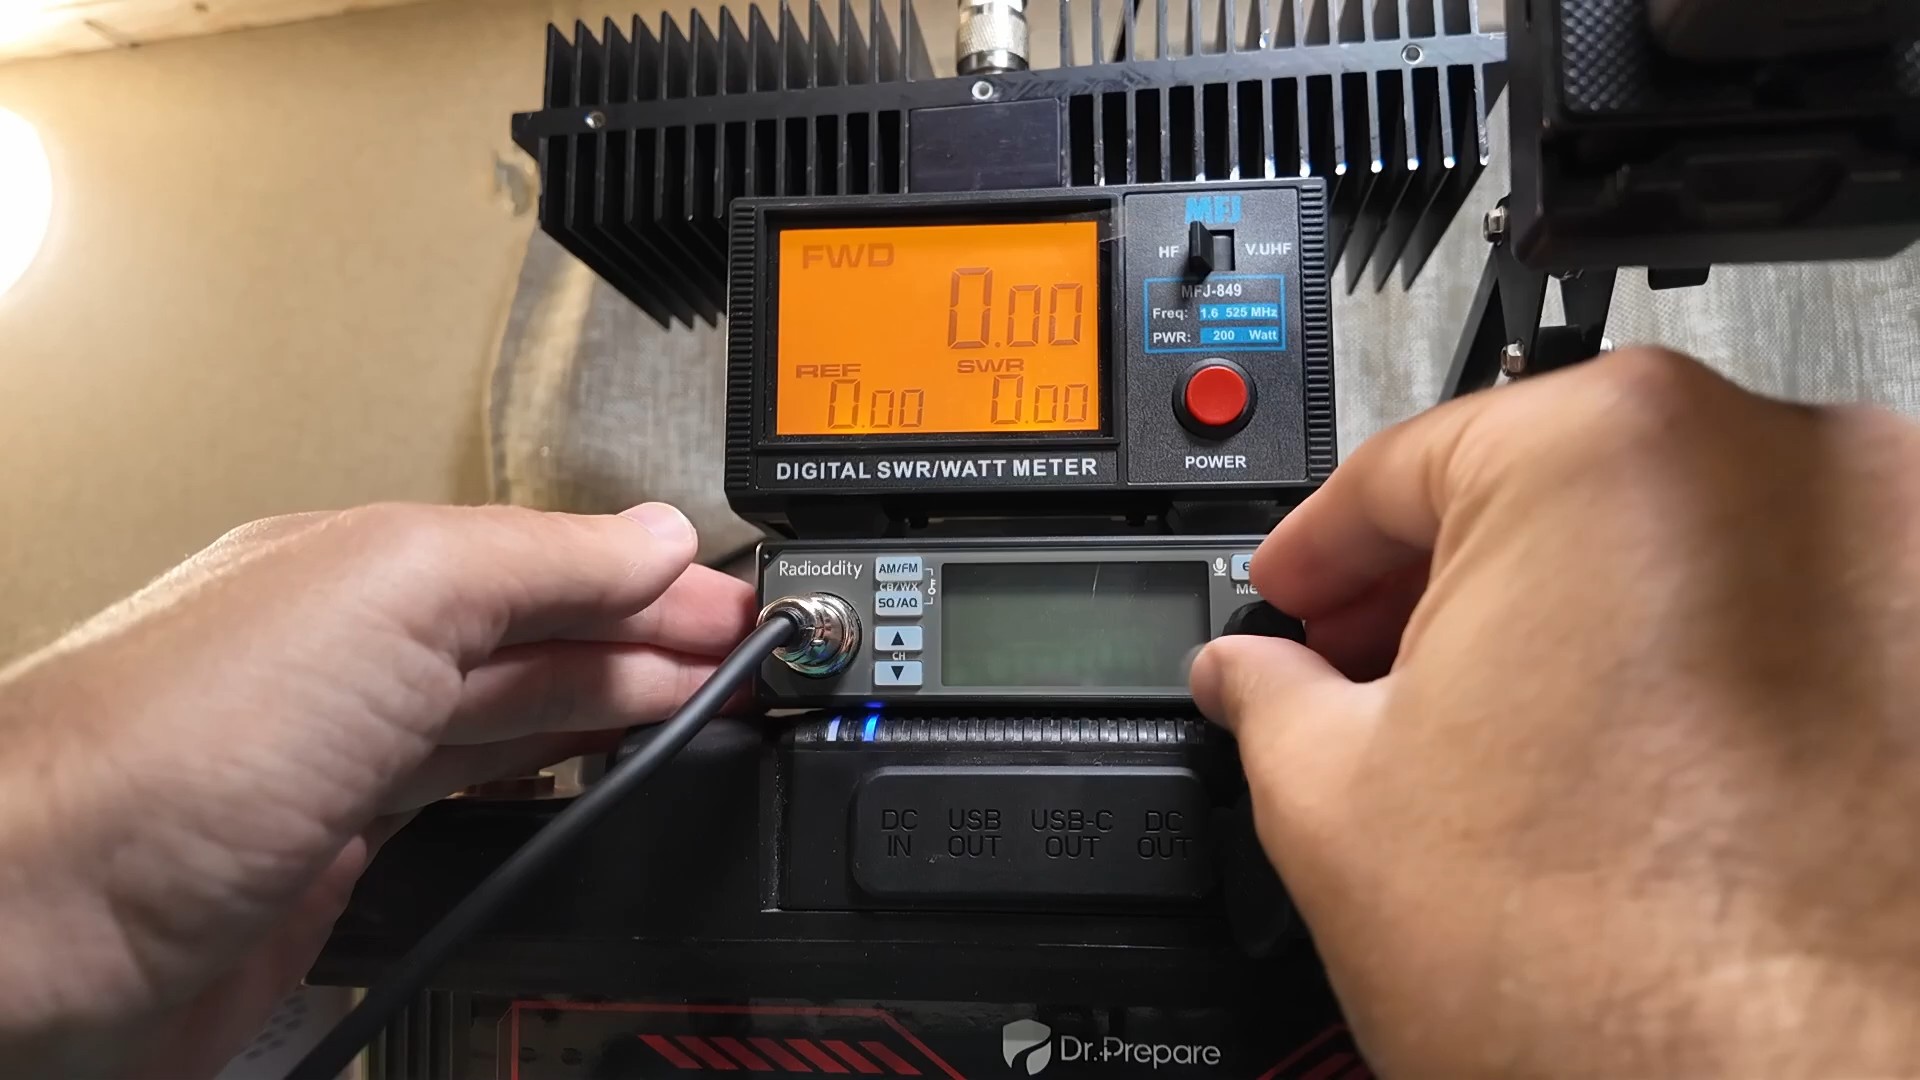 FWD
0.00
REF
0.00
SWR
0.00
DIGITAL SWR/WATT METER
MFJ
HF
V.UHF
MFJ-849
Freq: 1.6 525 MHz
PWR: 200 Watt
POWER
Radioddity
AM/FM
CB/WX
SQ/AQ
CH
DC IN
USB OUT
USB-C OUT
DC OUT
Dr.Prepare